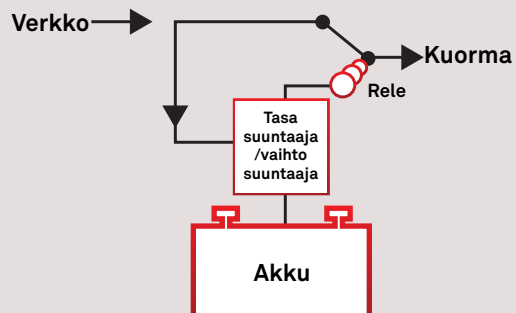 Verkko
Kuorma
Rele
Tasa
suuntaaja
/vaihto
suuntaaja
Akku